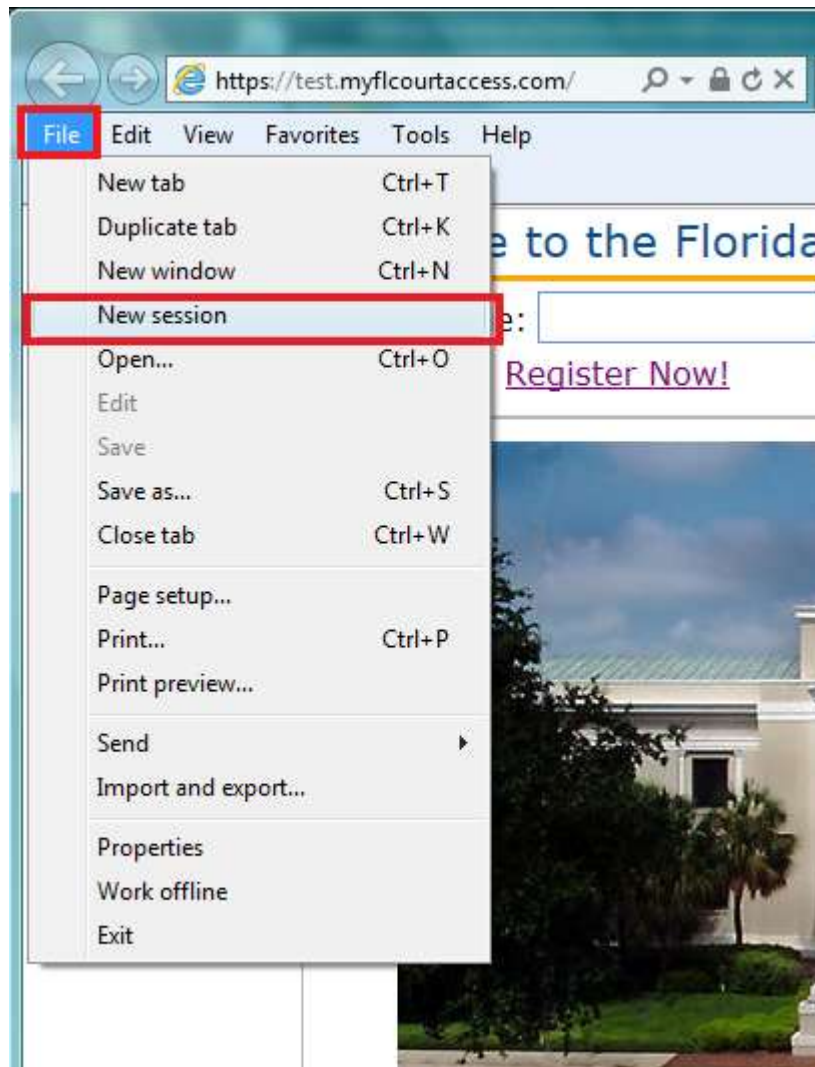 https://test.myflcourtaccess.com/
File Edit View Favorites Tools Help
New tab Ctrl+T
Duplicate tab Ctrl+K
New window Ctrl+N
New session
Open... Ctrl+O
Edit
Save
Save as... Ctrl+S
Close tab Ctrl+W
Page setup...
Print... Ctrl+P
Print preview...
Send
Import and export...
Properties
Work offline
Exit
e to the Florida
e:
Register Now!